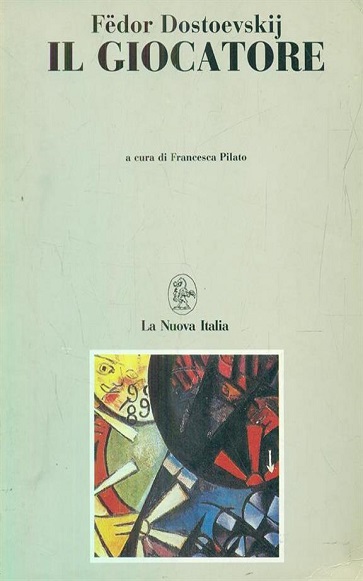 Fëdor Dostoevskij
IL GIOCATORE
a cura di Francesca Pilato
La Nuova Italia